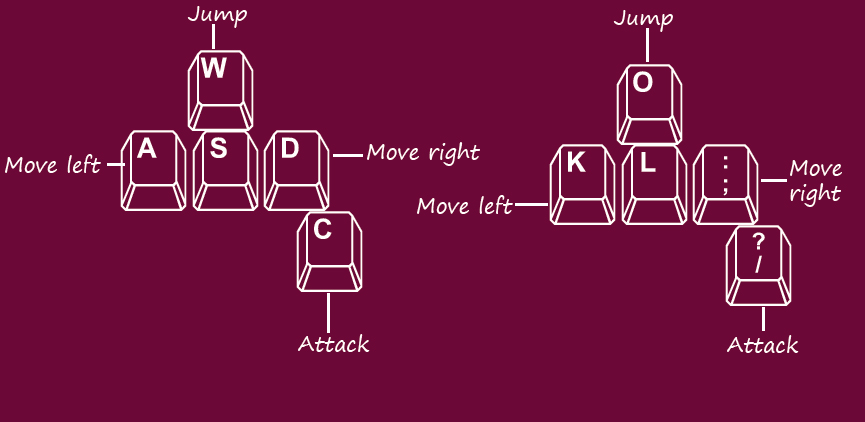 Jump
W
A
S
D
Move left
Move right
C
Attack
Jump
O
K
L
:
;
Move left
Move
right
?
/
Attack